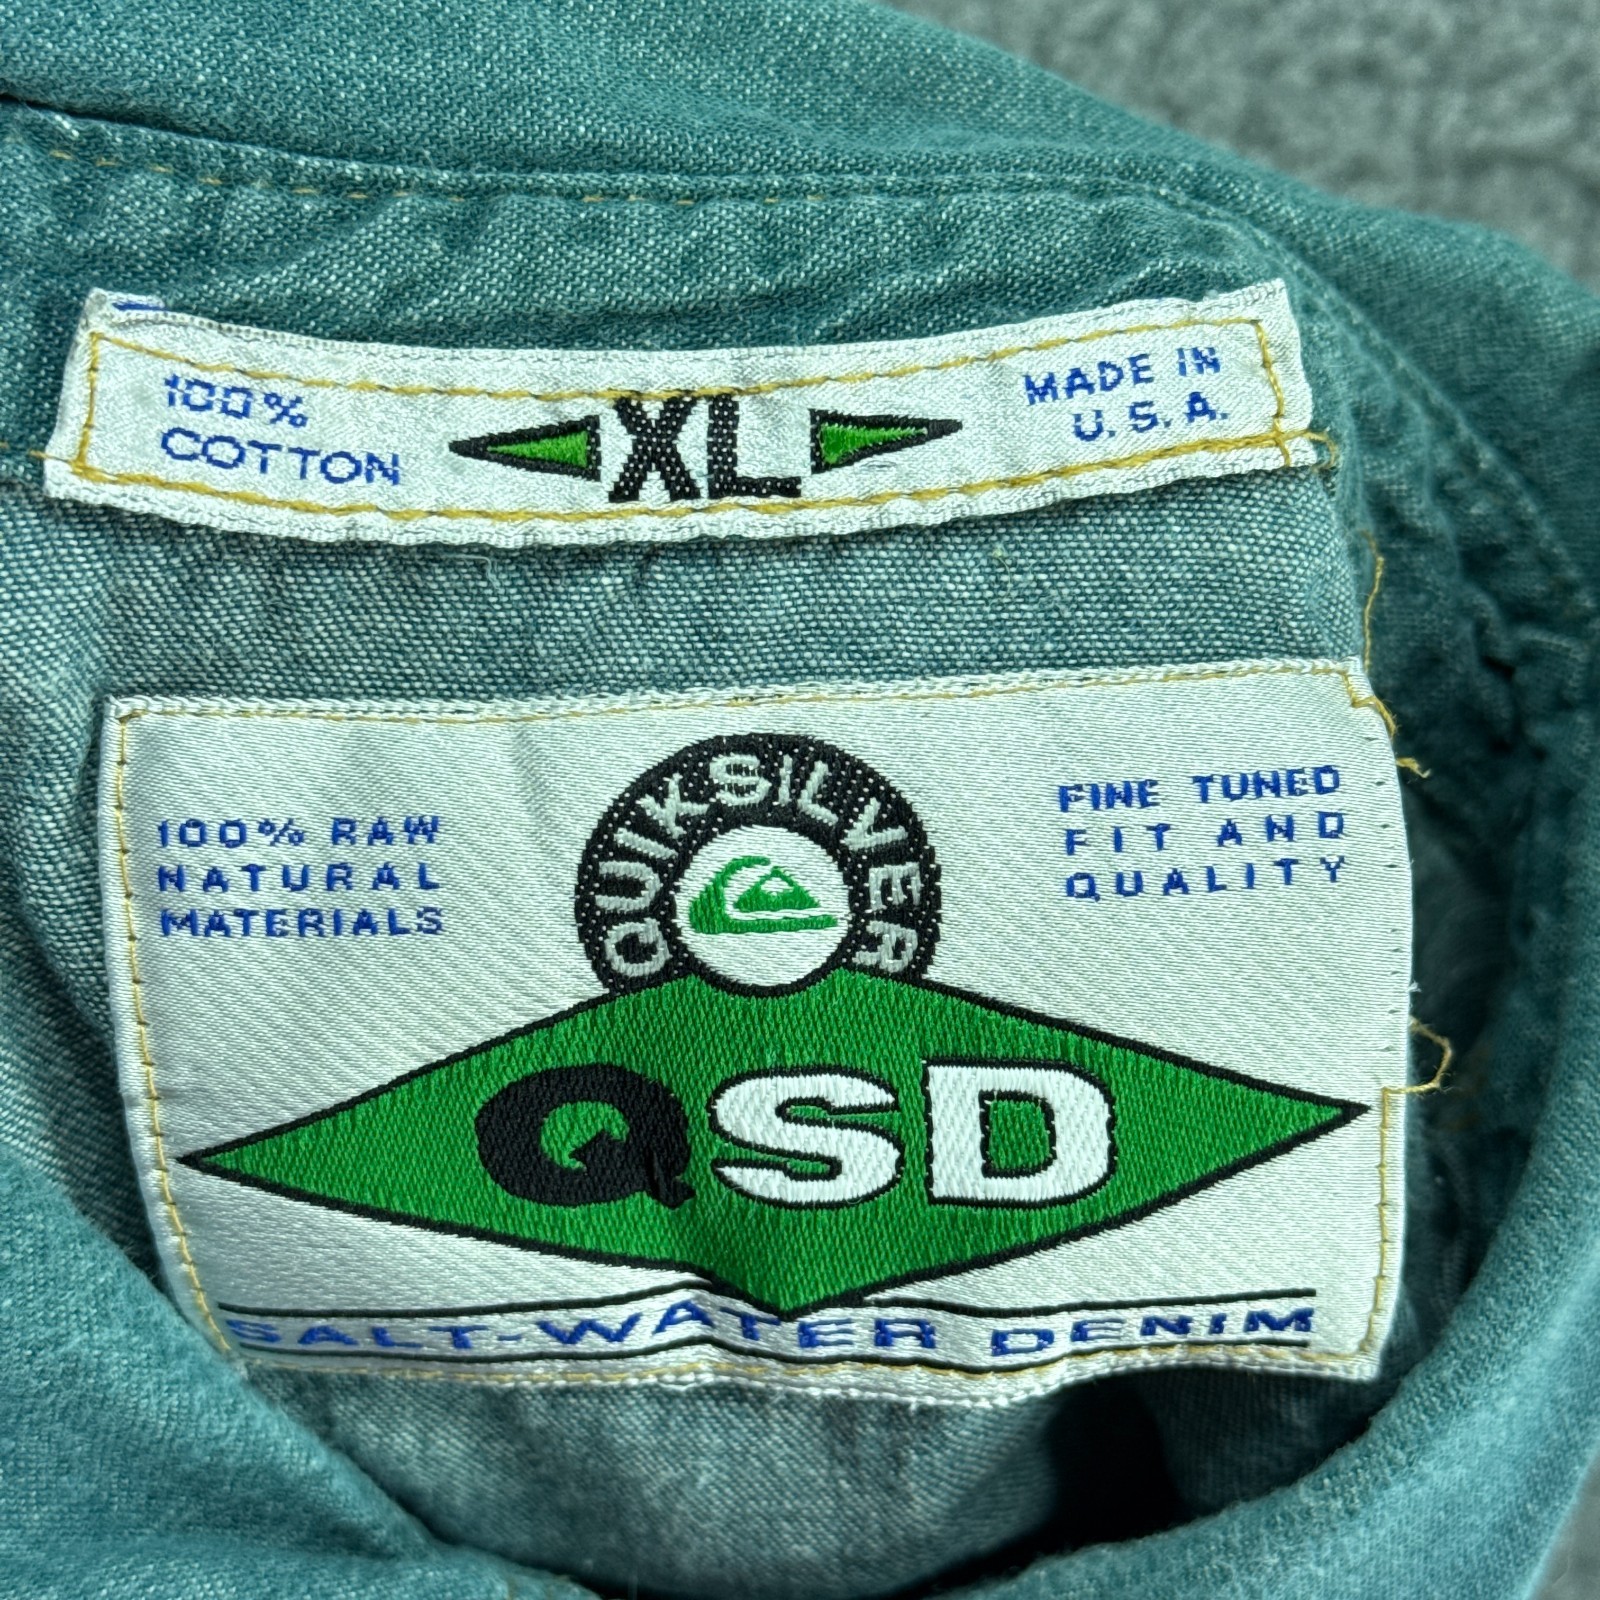 100%
COTTON
XL
MADE IN
U.S.A.
100% RAW
NATURAL
MATERIALS
QUIKSILVER
FINE TUNED
FIT AND
QUALITY
QSD
SALT-WATER DENIM